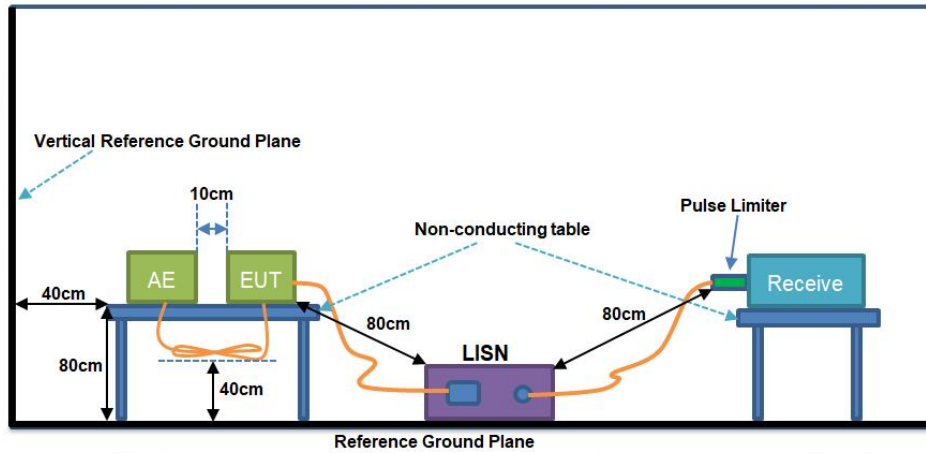 Vertical Reference Ground Plane
10cm
Pulse Limiter
Non-conducting table
AE
EUT
Receive
40cm
80cm
80cm
LISN
80cm
40cm
Reference Ground Plane